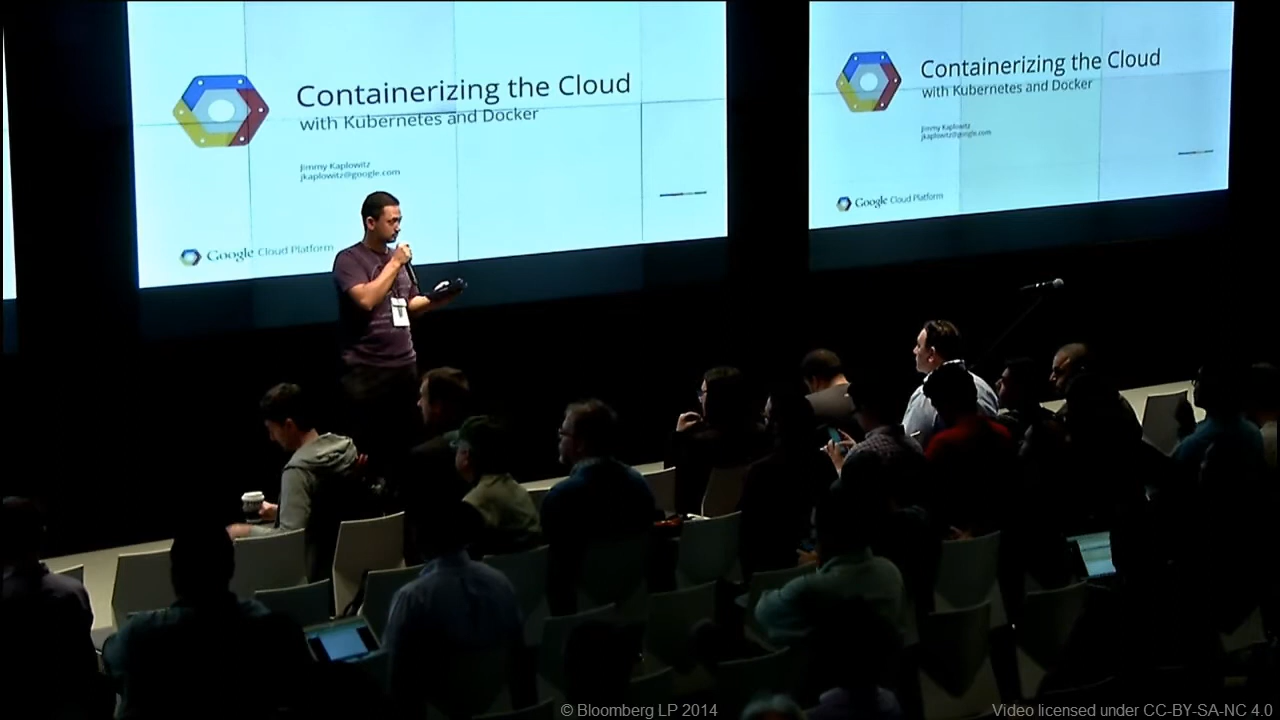 Containerizing the Cloud
with Kubernetes and Docker
Jimmy Kaplowitz
jkaplowitz@google.com
Google Cloud Platform
Containerizing the Cloud
with Kubernetes and Docker
Jimmy Kaplowitz
jkaplowitz@google.com
Google Cloud Platform
© Bloomberg LP 2014
Video licensed under CC-BY-SA-NC 4.0